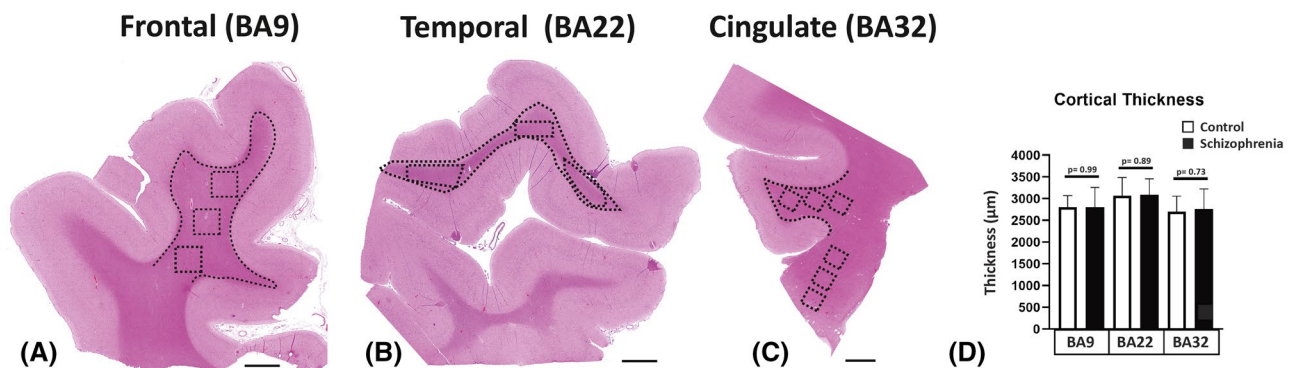 Frontal (BA9)
Temporal (BA22)
Cingulate (BA32)
(A)
(B)
(C)
(D)
Cortical Thickness
Control
Schizophrenia
Thickness (µm)
4000
3500
3000
2500
2000
1500
1000
500
0
p= 0.99
p= 0.89
p= 0.73
BA9
BA22
BA32